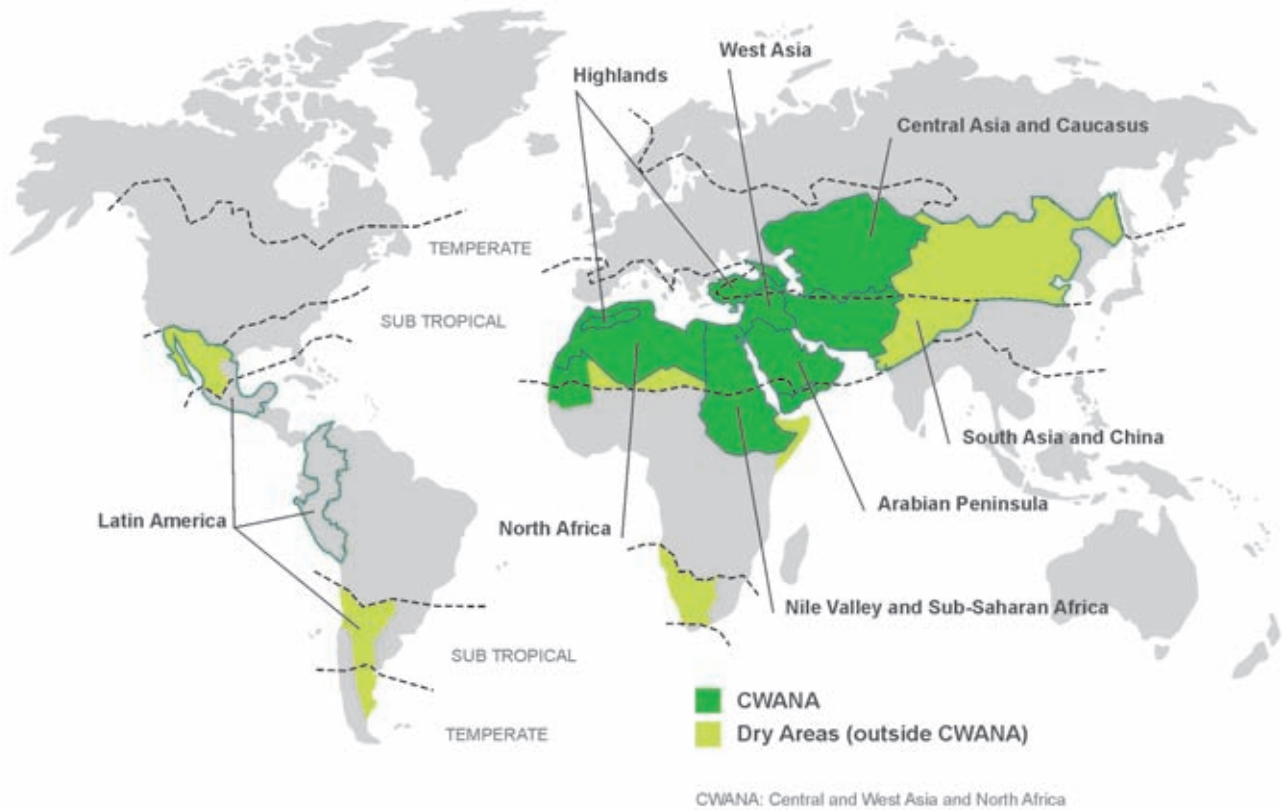 West Asia
Highlands
Central Asia and Caucasus
TEMPERATE
SUB TROPICAL
South Asia and China
Arabian Peninsula
Latin America
North Africa
Nile Valley and Sub-Saharan Africa
SUB TROPICAL
CWANA
Dry Areas (outside CWANA)
TEMPERATE
CWANA: Central and West Asia and North Africa